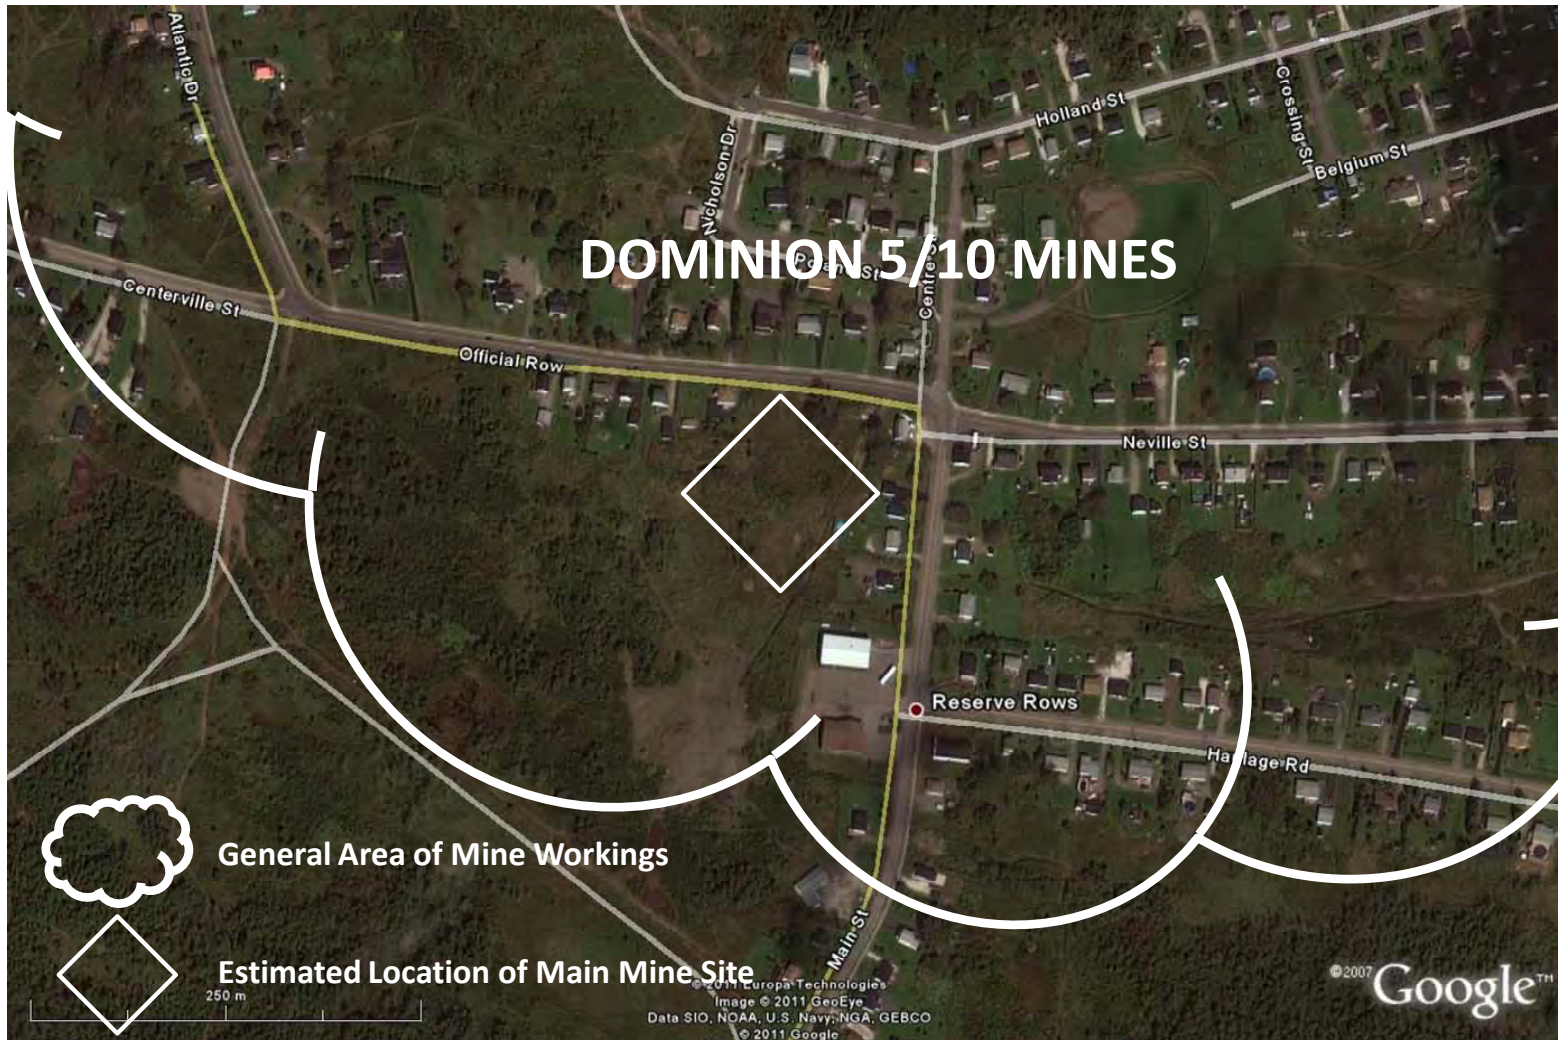 Atlantic Dr
Holland St
Crossing St
Belgium St
Nicholson Dr
DOMINION 5/10 MINES
St
Centre St
Centerville St
Official Row
Neville St
Reserve Rows
Haulage Rd
General Area of Mine Workings
Main St
Estimated Location of Main Mine Site
250 m
© 2011 Europa Technologies
Image © 2011 GeoEye
Data SIO, NOAA, U.S. Navy, NGA, GEBCO
© 2011 Google
©2007 Google™